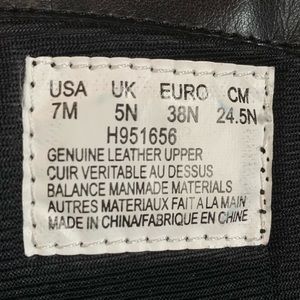 USA UK EURO CM
7M 5N 38N 24.5N
H951656
GENUINE LEATHER UPPER
CUIR VERITABLE AU DESSUS
BALANCE MANMADE MATERIALS
AUTRES MATERIAUX FAIT A LA MAIN
MADE IN CHINA/FABRIQUE EN CHINE